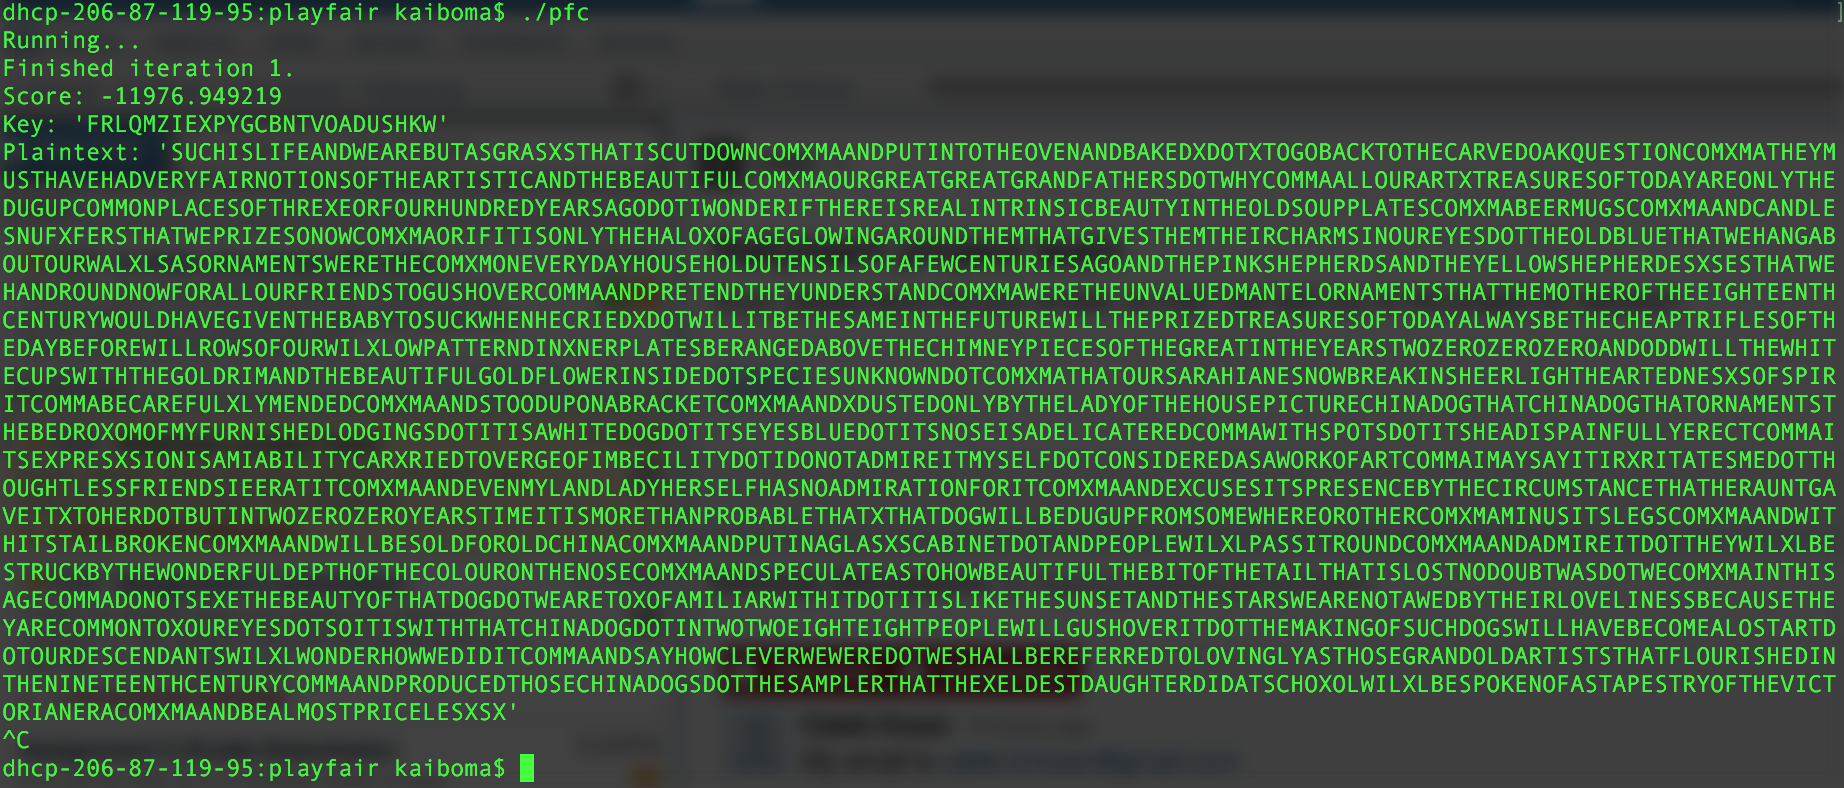 dhcp-206-87-119-95:playfair kaiboma$ ./pfc
Running...
Finished iteration 1.
Score: -11976.949219
Key: 'FRLQMZIEXPYGCBNTVOADUSHKW'
Plaintext: 'SUCHISLIFEANDWEAREBUTASGRASXSTHATISCUTDOWNCOMXMAANDPUTINTOTHEOVENANDBAKEDXDOTXTOGOBACKTOTHECARVEDOAKQUESTIONCOMXMATHEYM
USTHAVEHADVERYFAIRNOTIONSOFTHEARTISTICANDTHEBEAUTIFULCOMXMAOURGREATGREATGRANDFATHERSDOTWHYCOMMAALLOURARTXTREASURESOFTODAYAREONLYTHE
DUGUPCOMMONPLACESOFTHREXEORFOURHUNDREDYEARSAGODOTIWONDERIFTHEREISREALINTRINSICBEAUTYINTHEOLDSOUPPLATESCOMXMABEERMUGSCOMXMAANDCANDLE
SNUFXFERSTHATWEPRIZESONOWCOMXMAORIFITISONLYTHEHALOXOFAGEGLOWINGAROUNDTHEMTHATGIVESTHEMTHEIRCHARMSINOUREYESDOTTHEOLDBLUETHATWEHANGAB
OUTOURWALXLSASORNAMENTSWERETHECOMXMONEVERYDAYHOUSEHOLDUTENSILSOFAFEWCENTURIESAGOANDTHEPINKSHEPHERDSANDTHEYELLOWSHEPHERDESXSESTHATWE
HANDROUNDNOWFORALLOURFRIENDSTOGUSHOVERCOMMAANDPRETENDTHEYUNDERSTANDCOMXMAWERETHEUNVALUEDMANTELORNAMENTSTHATTHEMOTHEROFTHEEIGHTEENTH
CENTURYWOULDHAVEGIVENTHEBABYTOSUCKWHENHECRIEDXDOTWILLITBETHESAMEINTHEFUTUREWILLTHEPRIZEDTREASURESOFTODAYALWAYSBETHECHEAPTRIFLESOFTH
EDAYBEFOREWILLROWSOFOURWILXLOWPATTERNDINXNERPLATESBERANGEDABOVETHECHIMNEYPIECESOFTHEGREATINTHEYEARSTWOZEROZEROZEROANDODDWILLTHEWHIT
ECUPSWITHTHEGOLDRIMANDTHEBEAUTIFULGOLDFLOWERINSIDEDOTSPECIESUNKNOWNDOTCOMXMATHATOURSARAHIANESNOWBREAKINSHEERLIGHTHEARTEDNESXSOFSPIR
ITCOMMABECAREFULXLYMENDEDCOMXMAANDSTOODUPONABRACKETCOMXMAANDXDUSTEDONLYBYTHELADYOFTHEHOUSEPICTURECHINADOGTHATCHINADOGTHATORNAMENTST
HEBEDROXOMOFMYFURNISHEDLODGINGSDOTITISAWHITEDOGDOTITSEYESBLUEDOTITSNOSEISADELICATEREDCOMMAWITHSPOTSDOTITSHEADISPAINFULLYERECTCOMMAI
TSEXPRESXSIONISAMIABILITYCARXRIEDTOVERGEOFIMBECILITYDOTIDONOTADMIREITMYSELFDOTCONSIDEREDASAWORKOFARTCOMMAIMAYSAYITIRXRITATESMEDOTTH
OUGHTLESSFRIENDSIEERATITCOMXMAANDEVENMYLANDLADYHERSELFHASNOADMIRATIONFORITCOMXMAANDEXCUSESITSPRESENCEBYTHECIRCUMSTANCETHATHERAUNTGA
VEITXTOHERDOTBUTINTWOZEROZEROYEARSTIMEITISMORETHANPROBABLETHATXTHATDOGWILLBEDUGUPFROMSOMEWHEREOROTHERCOMXMAMINUSITSLEGSCOMXMAANDWIT
HITSTAILBROKENCOMXMAANDWILLBESOLDFOROLDCHINACOMXMAANDPUTINAGLASXSCABINETDOTANDPEOPLEWILXLPASSITROUNDCOMXMAANDADMIREITDOTTHEYWILXLBE
STRUCKBYTHEWONDERFULDEPTHOFTHECOLOURONTHENOSECOMXMAANDSPECULATEASTOHOWBEAUTIFULTHEBITOFTHETAILTHATISLOSTNODOUBTWASDOTWECOMXMAINTHIS
AGECOMMADONOTSEXETHEBEAUTYOFTHATDOGDOTWEARETOXOFAMILIARWITHITDOTITISLIKETHESUNSETANDTHESTARSWEARENOTAWEDBYTHEIRLOVELINESSBECAUSETHE
YARECOMMONTOXOUREYESDOTSOITISWITHTHATCHINADOGDOTINTWOTWOEIGHTEIGHTPEOPLEWILLGUSHOVERITDOTTHEMAKINGOFSUCHDOGSWILLHAVEBECOMEALOSTARTD
OTOURDESCENDANTSWILXLWONDERHOWWEDIDITCOMMAANDSAYHOWCLEVERWEWEREDOTWESHALLBEREFERREDTOLOVINGLYASTHOSEGRANDOLDARTISTSTHATFLOURISHEDIN
THENINETEENTHCENTURYCOMMAANDPRODUCEDTHOSECHINADOGSDOTTHESAMPLERTHATTHEXELDESTDAUGHTERDIDATSCHOXOLWILXLBESPOKENOFASTAPESTRYOFTHEVICT
ORIANERACOMXMAANDBEALMOSTPRICELESXSX'
^C
dhcp-206-87-119-95:playfair kaiboma$